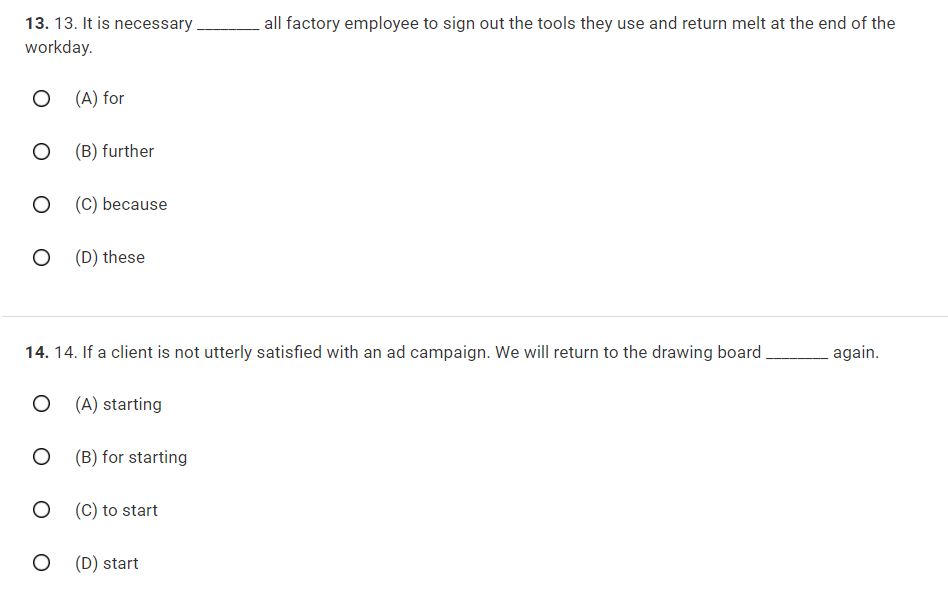 13. 13. It is necessary ________ all factory employee to sign out the tools they use and return melt at the end of the
workday.
(A) for
(B) further
(C) because
(D) these
14. 14. If a client is not utterly satisfied with an ad campaign. We will return to the drawing board ________ again.
(A) starting
(B) for starting
(C) to start
(D) start